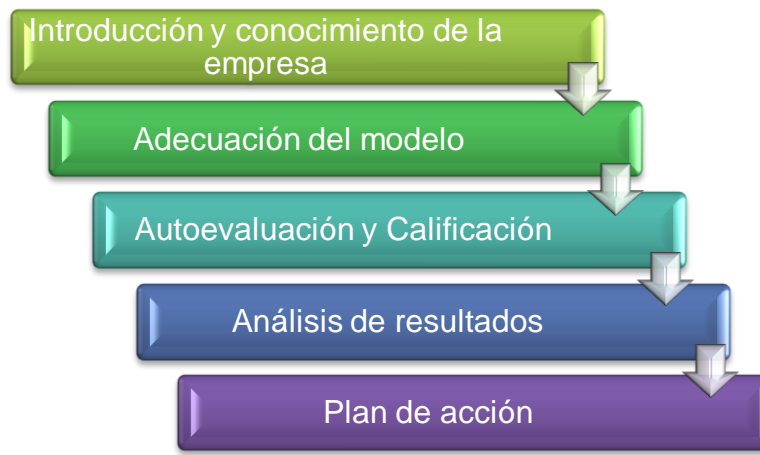 Introducción y conocimiento de la
empresa
Adecuación del modelo
Autoevaluación y Calificación
Análisis de resultados
Plan de acción